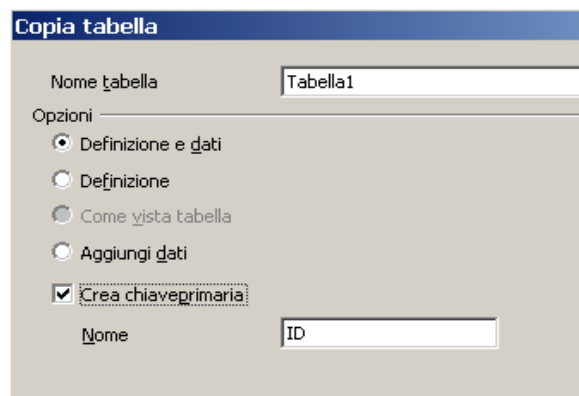 Copia tabella
Nome tabella Tabella1
Opzioni
Definizione e dati
Definizione
Come vista tabella
Aggiungi dati
Crea chiaveprimaria
Nome ID